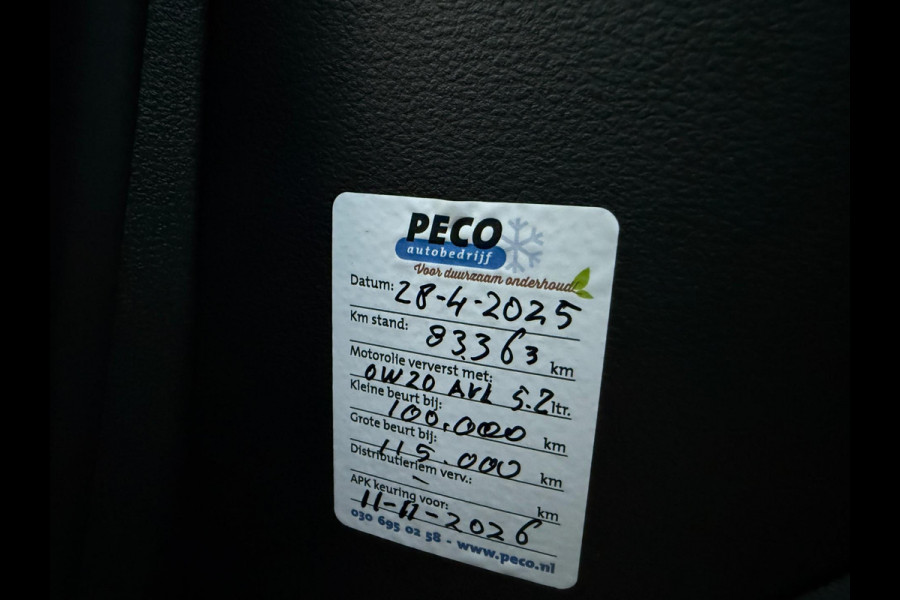 PECO
autobedrijf
Voor duurzaam onderhoud!
Datum: 28-4-2025
Km stand: 83.363 km
Motorolie ververst met:
0W20 AVL 5.2 ltr.
Kleine beurt bij:
100.000 km
Grote beurt bij:
115.000 km
Distributieriem verv.:
- km
APK keuring voor:
11-11-2026
030 695 02 58 - www.peco.nl